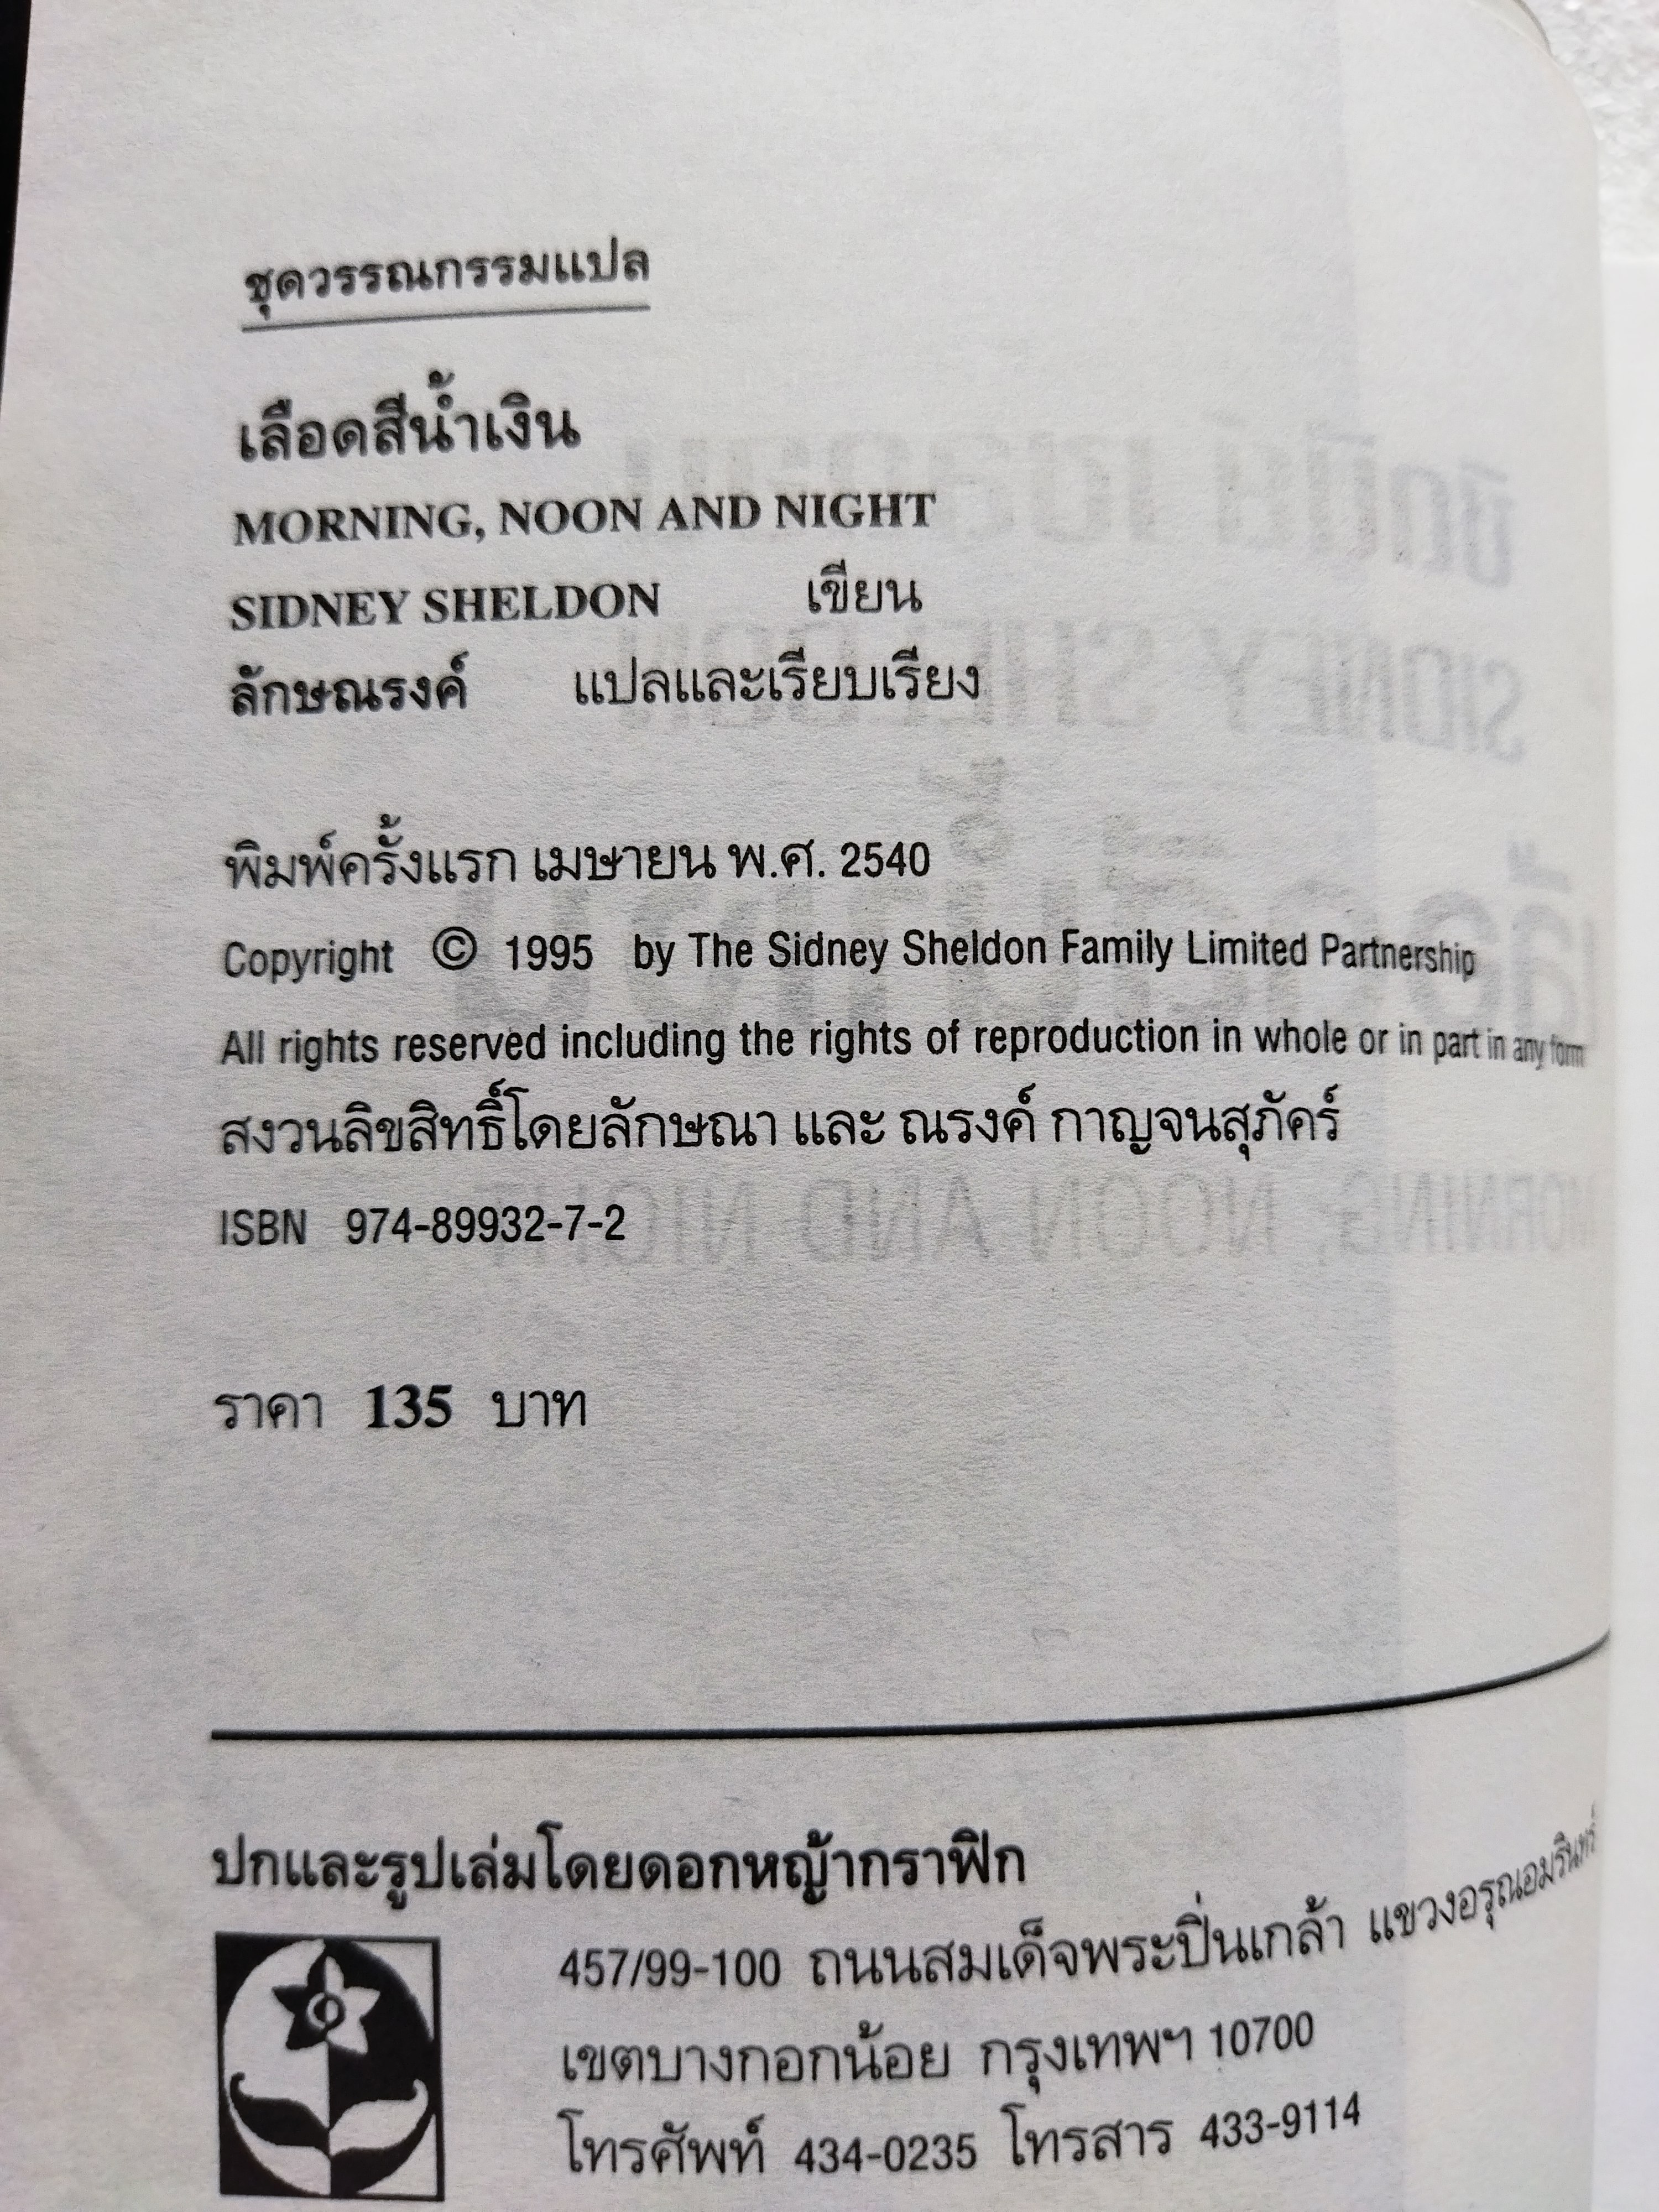 ชุดวรรณกรรมแปล
เลือดสีน้ำเงิน
MORNING, NOON AND NIGHT
SIDNEY SHELDON เขียน
ลักษณรงค์ แปลและเรียบเรียง
พิมพ์ครั้งแรก เมษายน พ.ศ. 2540
Copyright © 1995 by The Sidney Sheldon Family Limited Partnership
All rights reserved including the rights of reproduction in whole or in part in any form
สงวนลิขสิทธิ์โดยลักษณา และ ณรงค์ กาญจนสุภัคร์
ISBN 974-89932-7-2
ราคา 135 บาท
ปกและรูปเล่มโดยดอกหญ้ากราฟิก
457/99-100 ถนนสมเด็จพระปิ่นเกล้า แขวงอรุณอมรินทร์
เขตบางกอกน้อย กรุงเทพฯ 10700
โทรศัพท์ 434-0235 โทรสาร 433-9114